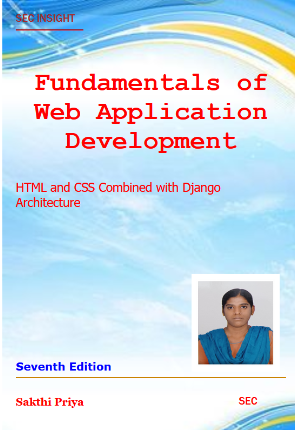 SEC INSIGHT
Fundamentals of
Web Application
Development
HTML and CSS Combined with Django
Architecture
Seventh Edition
Sakthi Priya
SEC